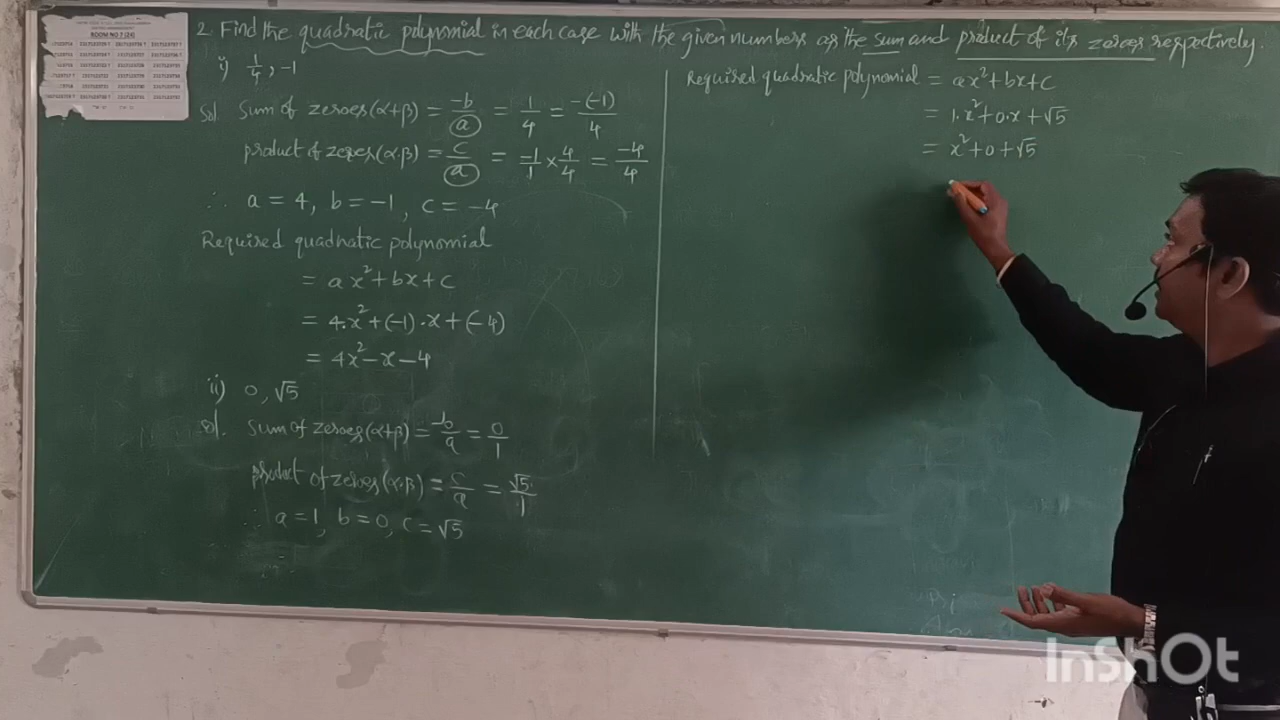 2. Find the quadratic polynomial in each case with the given numbers as the sum and product of its zeroes respectively.
i) 1/4, -1
Sol. Sum of zeroes(α+β) = -b/a = 1/4 = -(-1)/4
product of zeroes(α.β) = c/a = -1/1 × 4/4 = -4/4
∴ a = 4, b = -1, c = -4
Required quadratic polynomial
= ax²+bx+c
= 4.x²+(-1).x+(-4)
= 4x²-x-4
ii) 0, √5
Sol. Sum of zeroes(α+β) = -b/a = 0/1
product of zeroes(α.β) = c/a = √5/1
∴ a = 1, b = 0, c = √5
Required quadratic polynomial = ax²+bx+c
= 1.x²+0.x+√5
= x²+0+√5
ROOM NO 7 (24)
InShOt